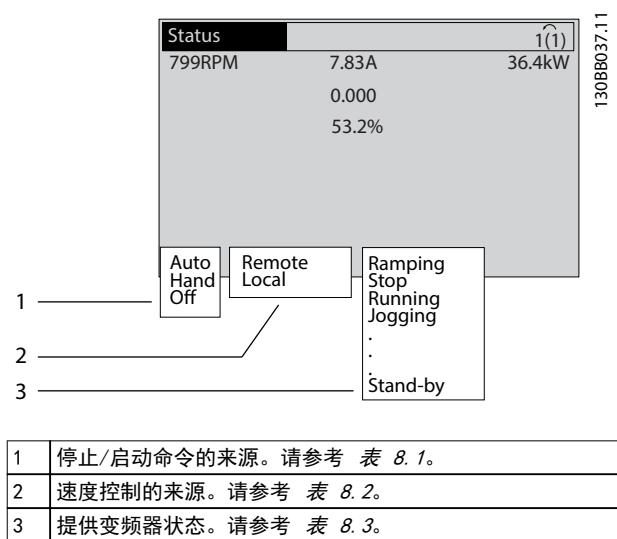 Status 1(1)
799RPM 7.83A 36.4kW
0.000
53.2%
130BB037.11
Auto
Hand
Off
Remote
Local
Ramping
Stop
Running
Jogging
.
.
.
Stand-by
1
2
3
1 停止/启动命令的来源。请参考 表 8.1。
2 速度控制的来源。请参考 表 8.2。
3 提供变频器状态。请参考 表 8.3。